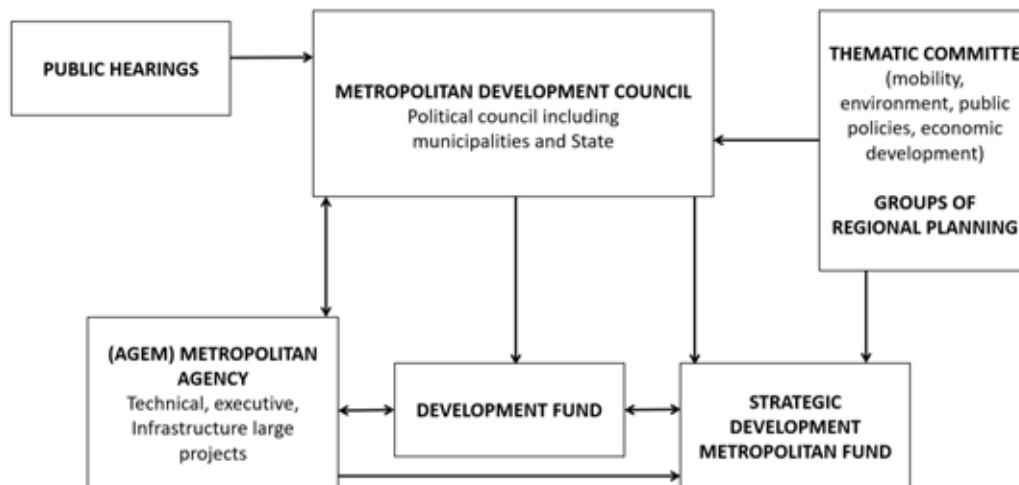 PUBLIC HEARINGS
METROPOLITAN DEVELOPMENT COUNCIL
Political council including
municipalities and State
THEMATIC COMMITTE
(mobility,
environment, public
policies, economic
development)
GROUPS OF
REGIONAL PLANNING
(AGEM) METROPOLITAN
AGENCY
Technical, executive,
Infrastructure large
projects
DEVELOPMENT FUND
STRATEGIC
DEVELOPMENT
METROPOLITAN FUND